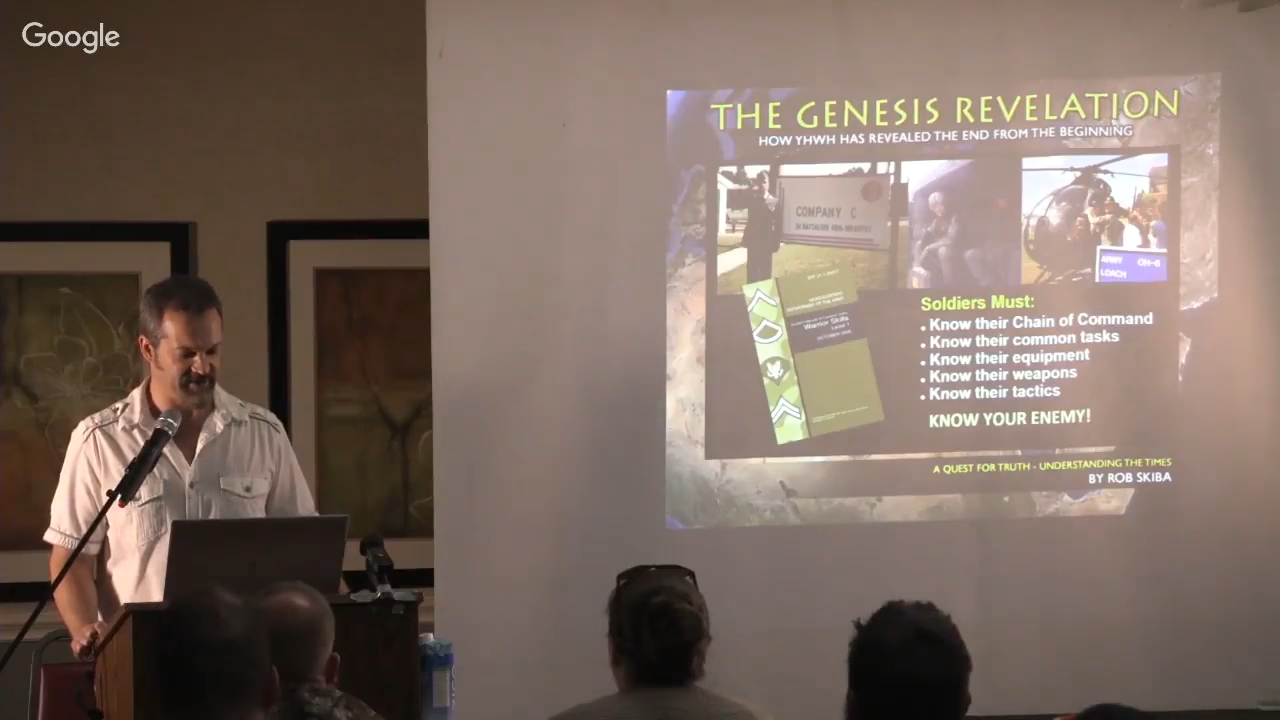 Google
THE GENESIS REVELATION
HOW YHWH HAS REVEALED THE END FROM THE BEGINNING
COMPANY C
ARMY OH-6
LOACH
Warrior Skills
Level 1
Soldiers Must:
• Know their Chain of Command
• Know their common tasks
• Know their equipment
• Know their weapons
• Know their tactics
KNOW YOUR ENEMY!
A QUEST FOR TRUTH - UNDERSTANDING THE TIMES
BY ROB SKIBA